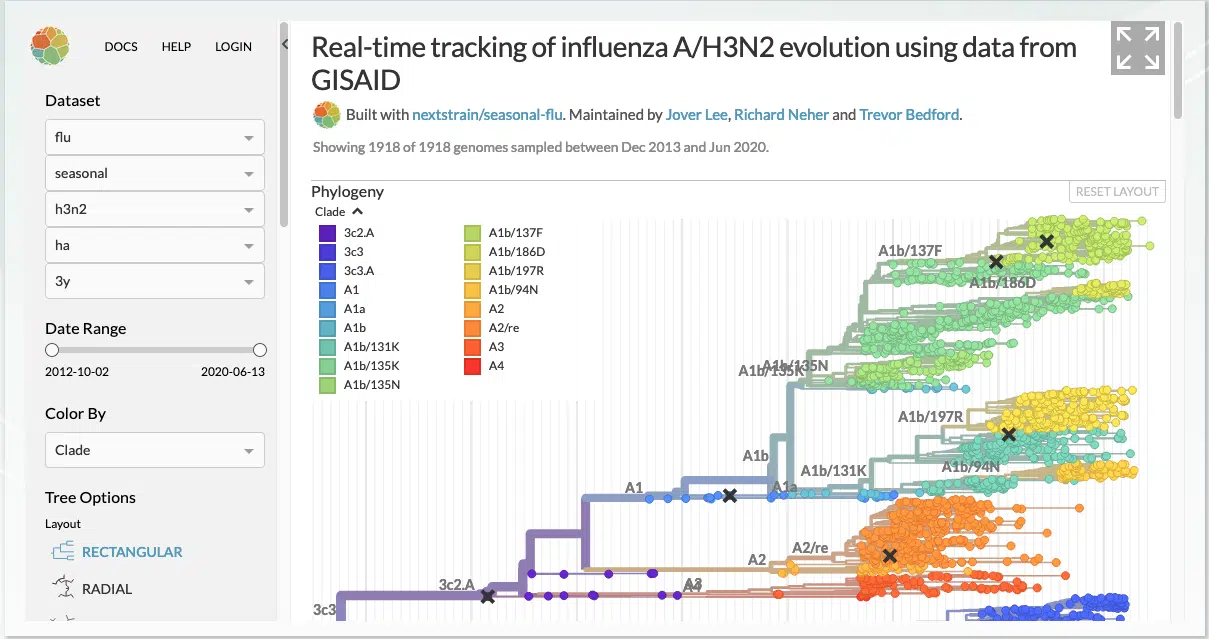 DOCS HELP LOGIN
Dataset
flu
seasonal
h3n2
ha
3y
Date Range
2012-10-02 2020-06-13
Color By
Clade
Tree Options
Layout
RECTANGULAR
RADIAL
Real-time tracking of influenza A/H3N2 evolution using data from
GISAID
Built with nextstrain/seasonal-flu. Maintained by Jover Lee, Richard Neher and Trevor Bedford.
Showing 1918 of 1918 genomes sampled between Dec 2013 and Jun 2020.
Phylogeny
RESET LAYOUT
Clade
3c2.A
3c3
3c3.A
A1
A1a
A1b
A1b/131K
A1b/135K
A1b/135N
A1b/137F
A1b/186D
A1b/197R
A1b/94N
A2
A2/re
A3
A4
A1b/137F
A1b/186D
A1b/135N
A1b/135K
A1b/197R
A1b
A1b/131K
A1b/94N
A1
A1a
A2/re
A2
3c2.A
A3
A4
3c3